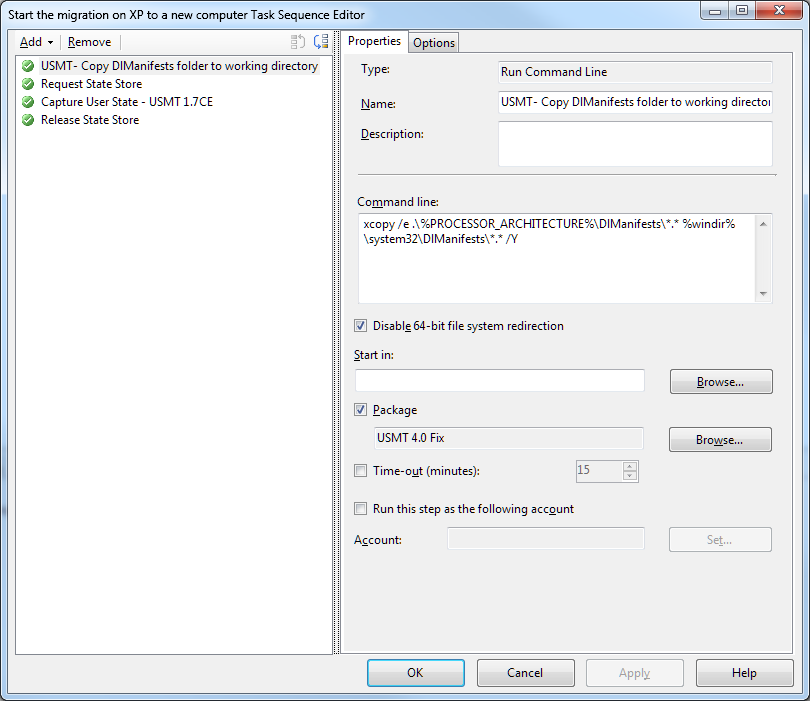 Start the migration on XP to a new computer Task Sequence Editor
Add
Remove
USMT- Copy DIManifests folder to working directory
Request State Store
Capture User State - USMT 1.7CE
Release State Store
Properties
Options
Type:
Run Command Line
Name:
USMT- Copy DIManifests folder to working director
Description:
Command line:
xcopy /e .\%PROCESSOR_ARCHITECTURE%\DIManifests\*.* %windir%
\system32\DIManifests\*.* /Y
Disable 64-bit file system redirection
Start in:
Browse...
Package
USMT 4.0 Fix
Browse...
Time-out (minutes):
15
Run this step as the following account
Account:
Set...
OK
Cancel
Apply
Help